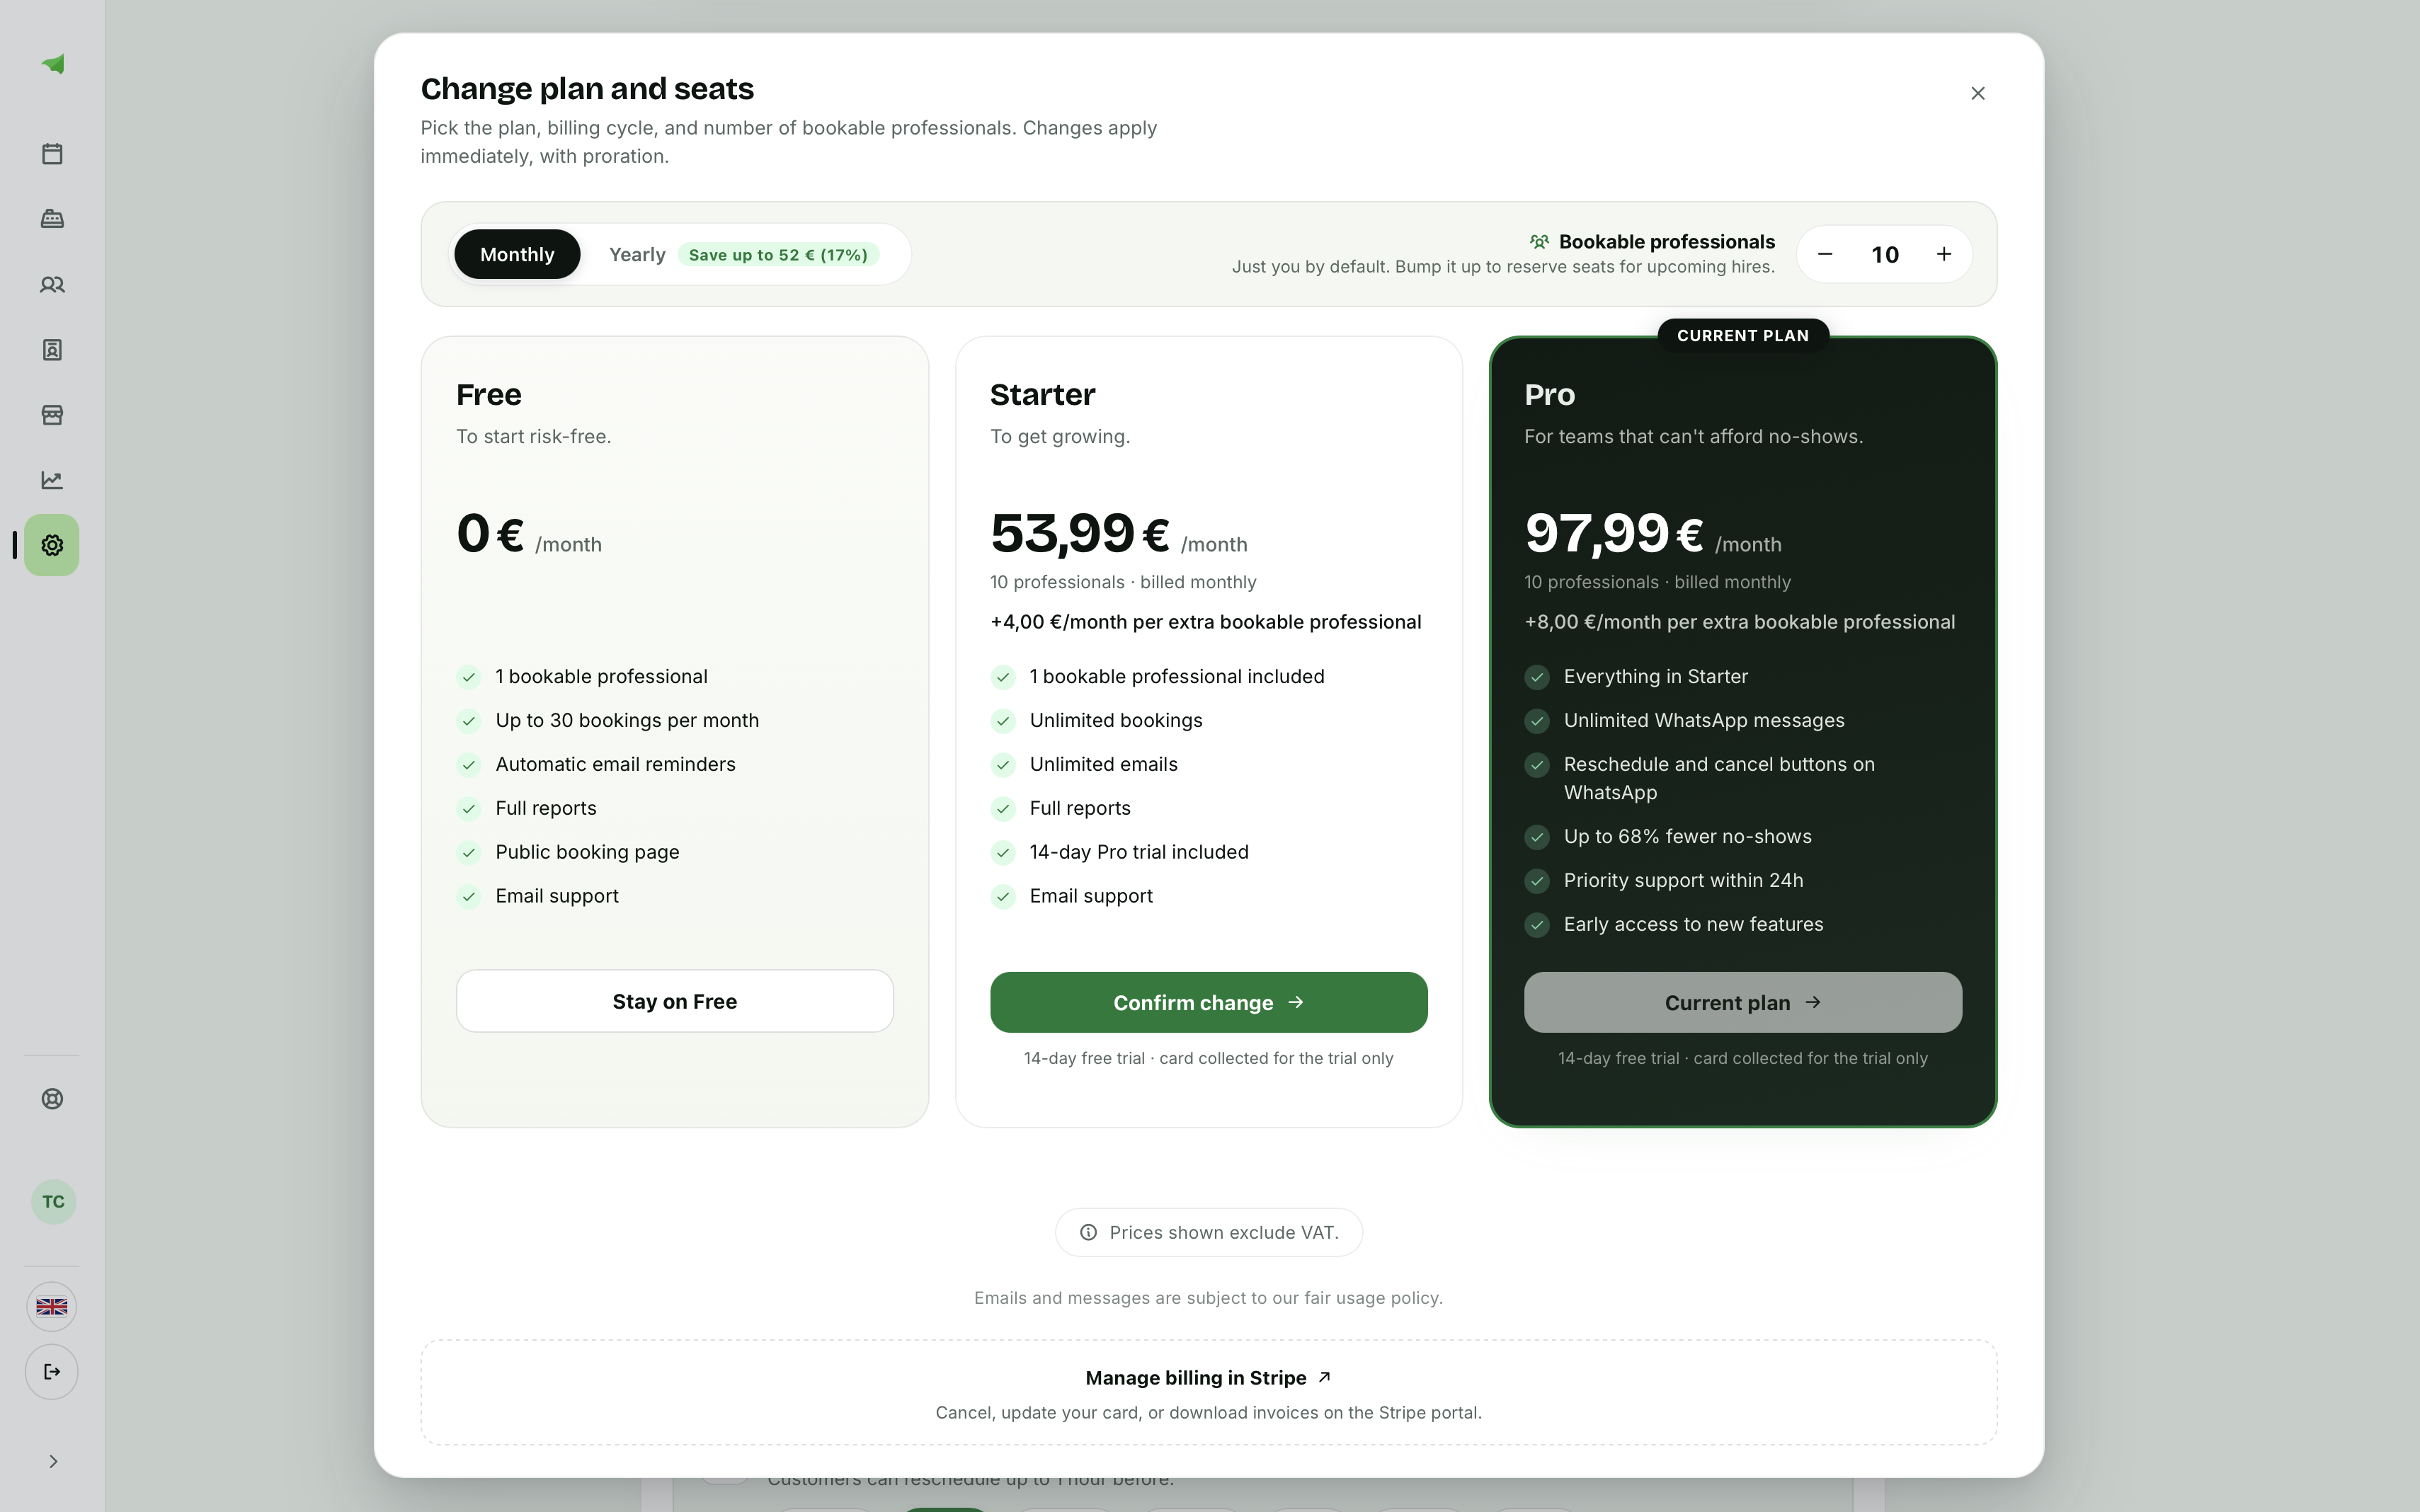 Change plan and seats
Pick the plan, billing cycle, and number of bookable professionals. Changes apply
immediately, with proration.
Monthly
Yearly
Save up to 52 € (17%)
Bookable professionals
Just you by default. Bump it up to reserve seats for upcoming hires.
10
Free
To start risk-free.
0 € /month
1 bookable professional
Up to 30 bookings per month
Automatic email reminders
Full reports
Public booking page
Email support
Stay on Free
Starter
To get growing.
53,99 € /month
10 professionals · billed monthly
+4,00 €/month per extra bookable professional
1 bookable professional included
Unlimited bookings
Unlimited emails
Full reports
14-day Pro trial included
Email support
Confirm change →
14-day free trial · card collected for the trial only
CURRENT PLAN
Pro
For teams that can't afford no-shows.
97,99 € /month
10 professionals · billed monthly
+8,00 €/month per extra bookable professional
Everything in Starter
Unlimited WhatsApp messages
Reschedule and cancel buttons on
WhatsApp
Up to 68% fewer no-shows
Priority support within 24h
Early access to new features
Current plan →
14-day free trial · card collected for the trial only
Prices shown exclude VAT.
Emails and messages are subject to our fair usage policy.
Manage billing in Stripe ↗
Cancel, update your card, or download invoices on the Stripe portal.
TC
Customers can reschedule up to 1 hour before.